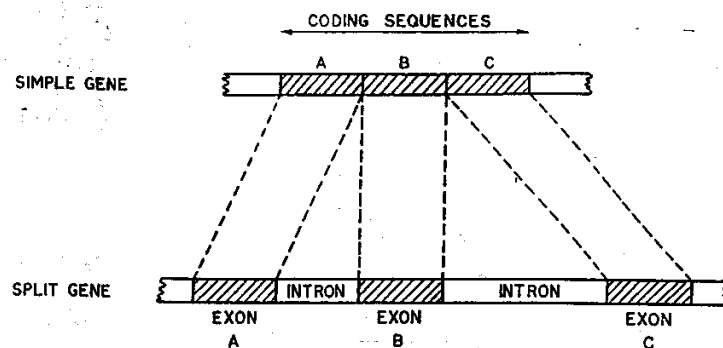 CODING SEQUENCES
A B C
SIMPLE GENE
SPLIT GENE
INTRON INTRON
EXON EXON EXON
A B C